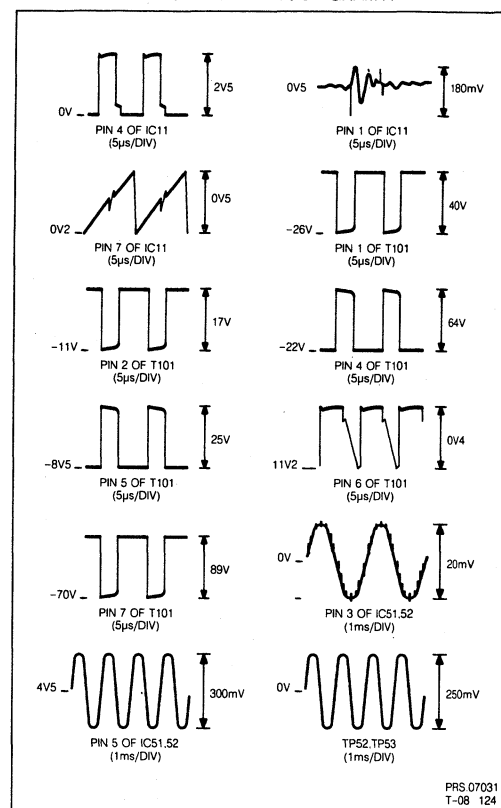 2V5
0V
PIN 4 OF IC11
(5µs/DIV)
0V5
180mV
PIN 1 OF IC11
(5µs/DIV)
0V5
0V2
PIN 7 OF IC11
(5µs/DIV)
40V
−26V
PIN 1 OF T101
(5µs/DIV)
17V
−11V
PIN 2 OF T101
(5µs/DIV)
64V
−22V
PIN 4 OF T101
(5µs/DIV)
25V
−8V5
PIN 5 OF T101
(5µs/DIV)
0V4
11V2
PIN 6 OF T101
(5µs/DIV)
89V
−70V
PIN 7 OF T101
(5µs/DIV)
0V
20mV
PIN 3 OF IC51.52
(1ms/DIV)
4V5
300mV
PIN 5 OF IC51.52
(1ms/DIV)
0V
250mV
TP52.TP53
(1ms/DIV)
PRS.07031
T-08 124